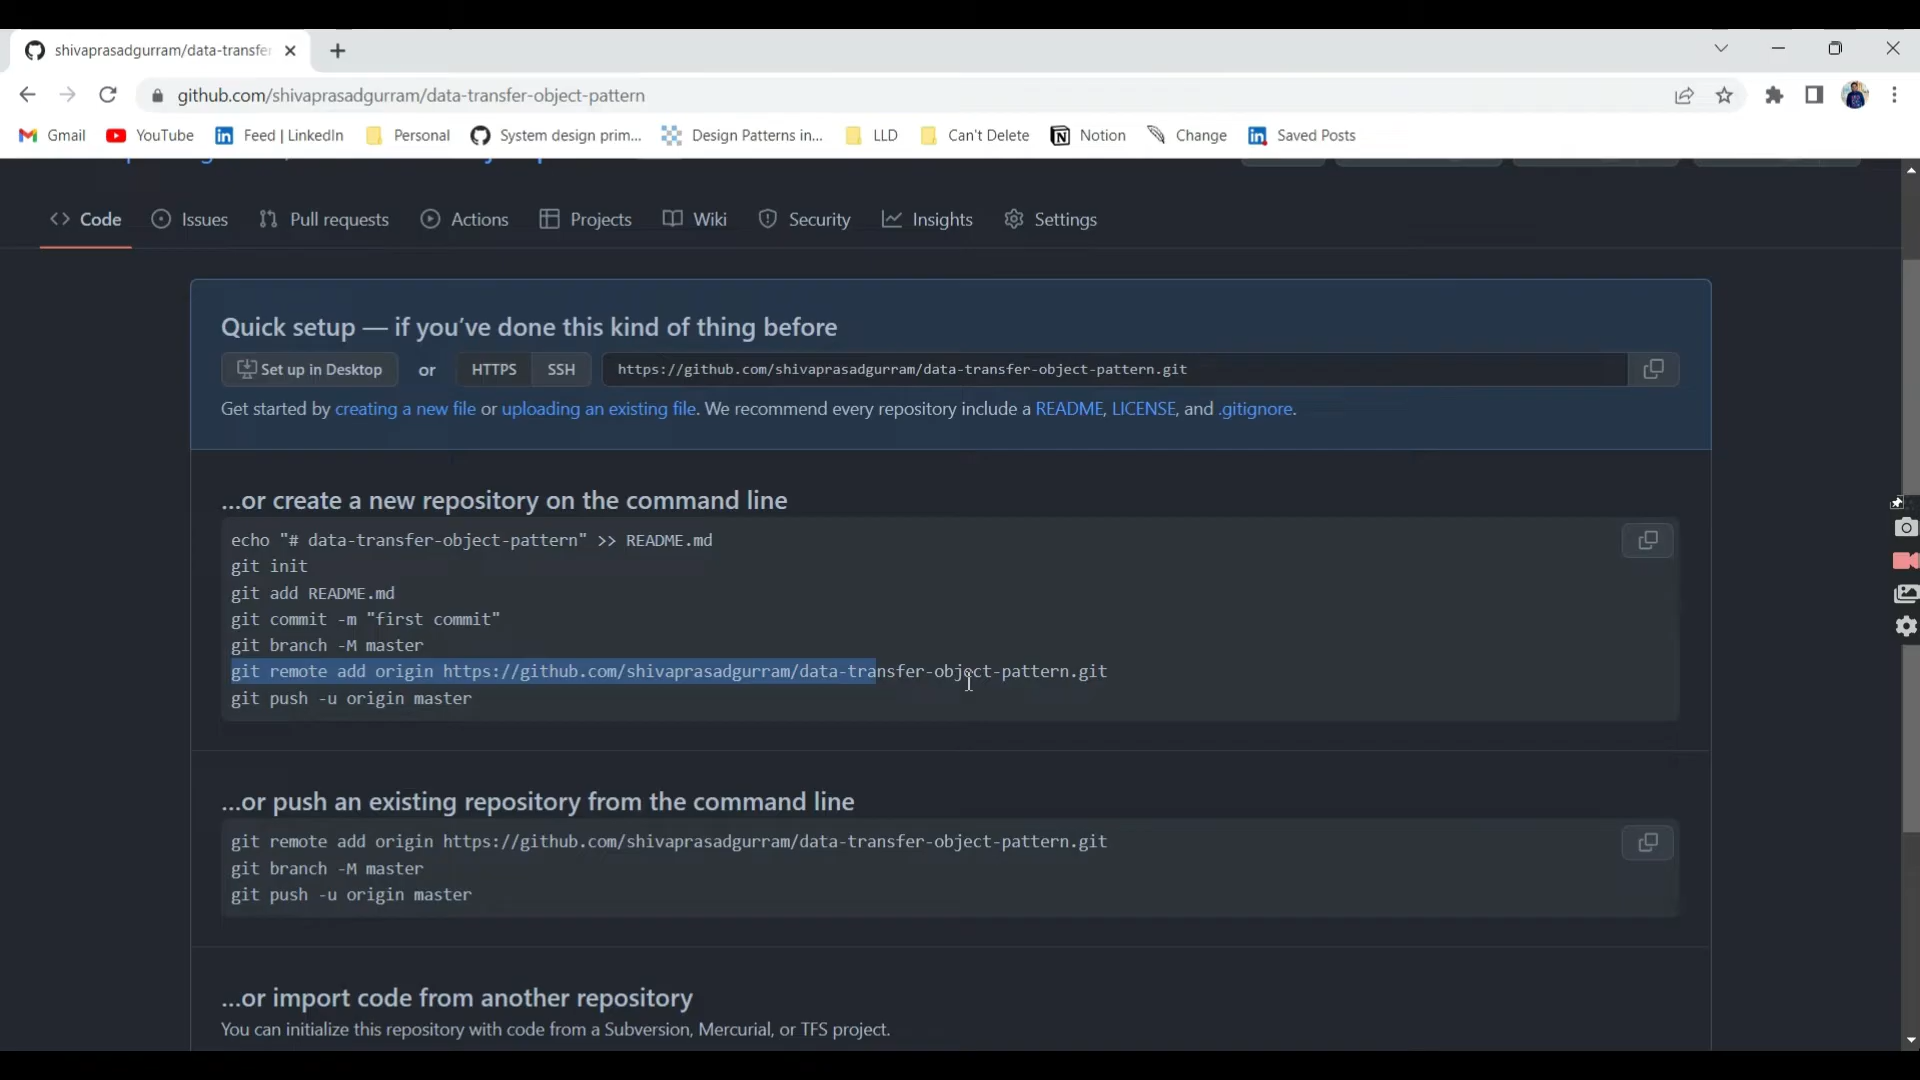 shivaprasadgurram/data-transfe
github.com/shivaprasadgurram/data-transfer-object-pattern
Gmail YouTube Feed | LinkedIn Personal System design prim... Design Patterns in... LLD Can't Delete Notion Change Saved Posts
Code Issues Pull requests Actions Projects Wiki Security Insights Settings
Quick setup — if you've done this kind of thing before
Set up in Desktop or HTTPS SSH https://github.com/shivaprasadgurram/data-transfer-object-pattern.git
Get started by creating a new file or uploading an existing file. We recommend every repository include a README, LICENSE, and .gitignore.
...or create a new repository on the command line
echo "# data-transfer-object-pattern" >> README.md
git init
git add README.md
git commit -m "first commit"
git branch -M master
git remote add origin https://github.com/shivaprasadgurram/data-transfer-object-pattern.git
git push -u origin master
...or push an existing repository from the command line
git remote add origin https://github.com/shivaprasadgurram/data-transfer-object-pattern.git
git branch -M master
git push -u origin master
...or import code from another repository
You can initialize this repository with code from a Subversion, Mercurial, or TFS project.